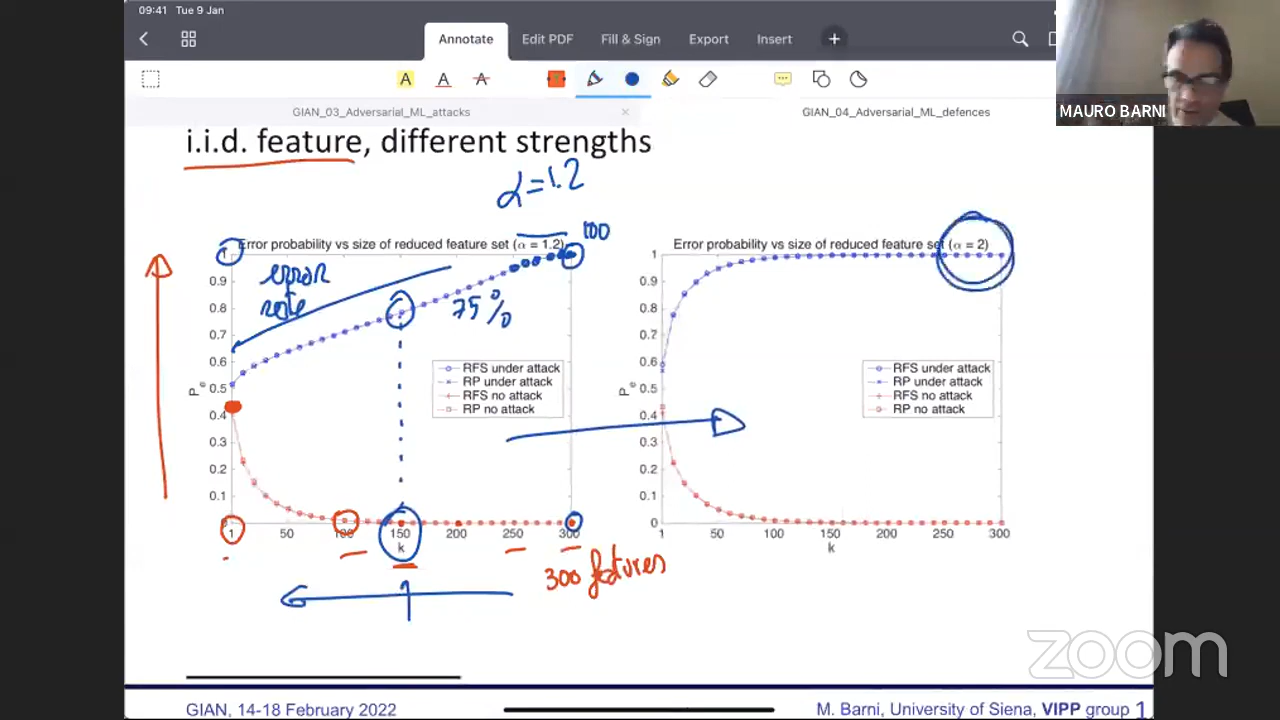 09:41 Tue 9 Jan
Annotate Edit PDF Fill & Sign Export Insert
MAURO BARNI
GIAN_03_Adversarial_ML_attacks
GIAN_04_Adversarial_ML_defences
i.i.d. feature, different strengths
α=1.2
100
Error probability vs size of reduced feature set (α = 1.2)
error
rate
75%
Pe
1
0.9
0.8
0.7
0.6
0.5
0.4
0.3
0.2
0.1
0
RFS under attack
RP under attack
RFS no attack
RP no attack
1 50 100 150 200 250 300
k
300 features
Error probability vs size of reduced feature set (α = 2)
Pe
1
0.9
0.8
0.7
0.6
0.5
0.4
0.3
0.2
0.1
0
RFS under attack
RP under attack
RFS no attack
RP no attack
1 50 100 150 200 250 300
k
zoom
GIAN, 14-18 February 2022
M. Barni, University of Siena, VIPP group 1